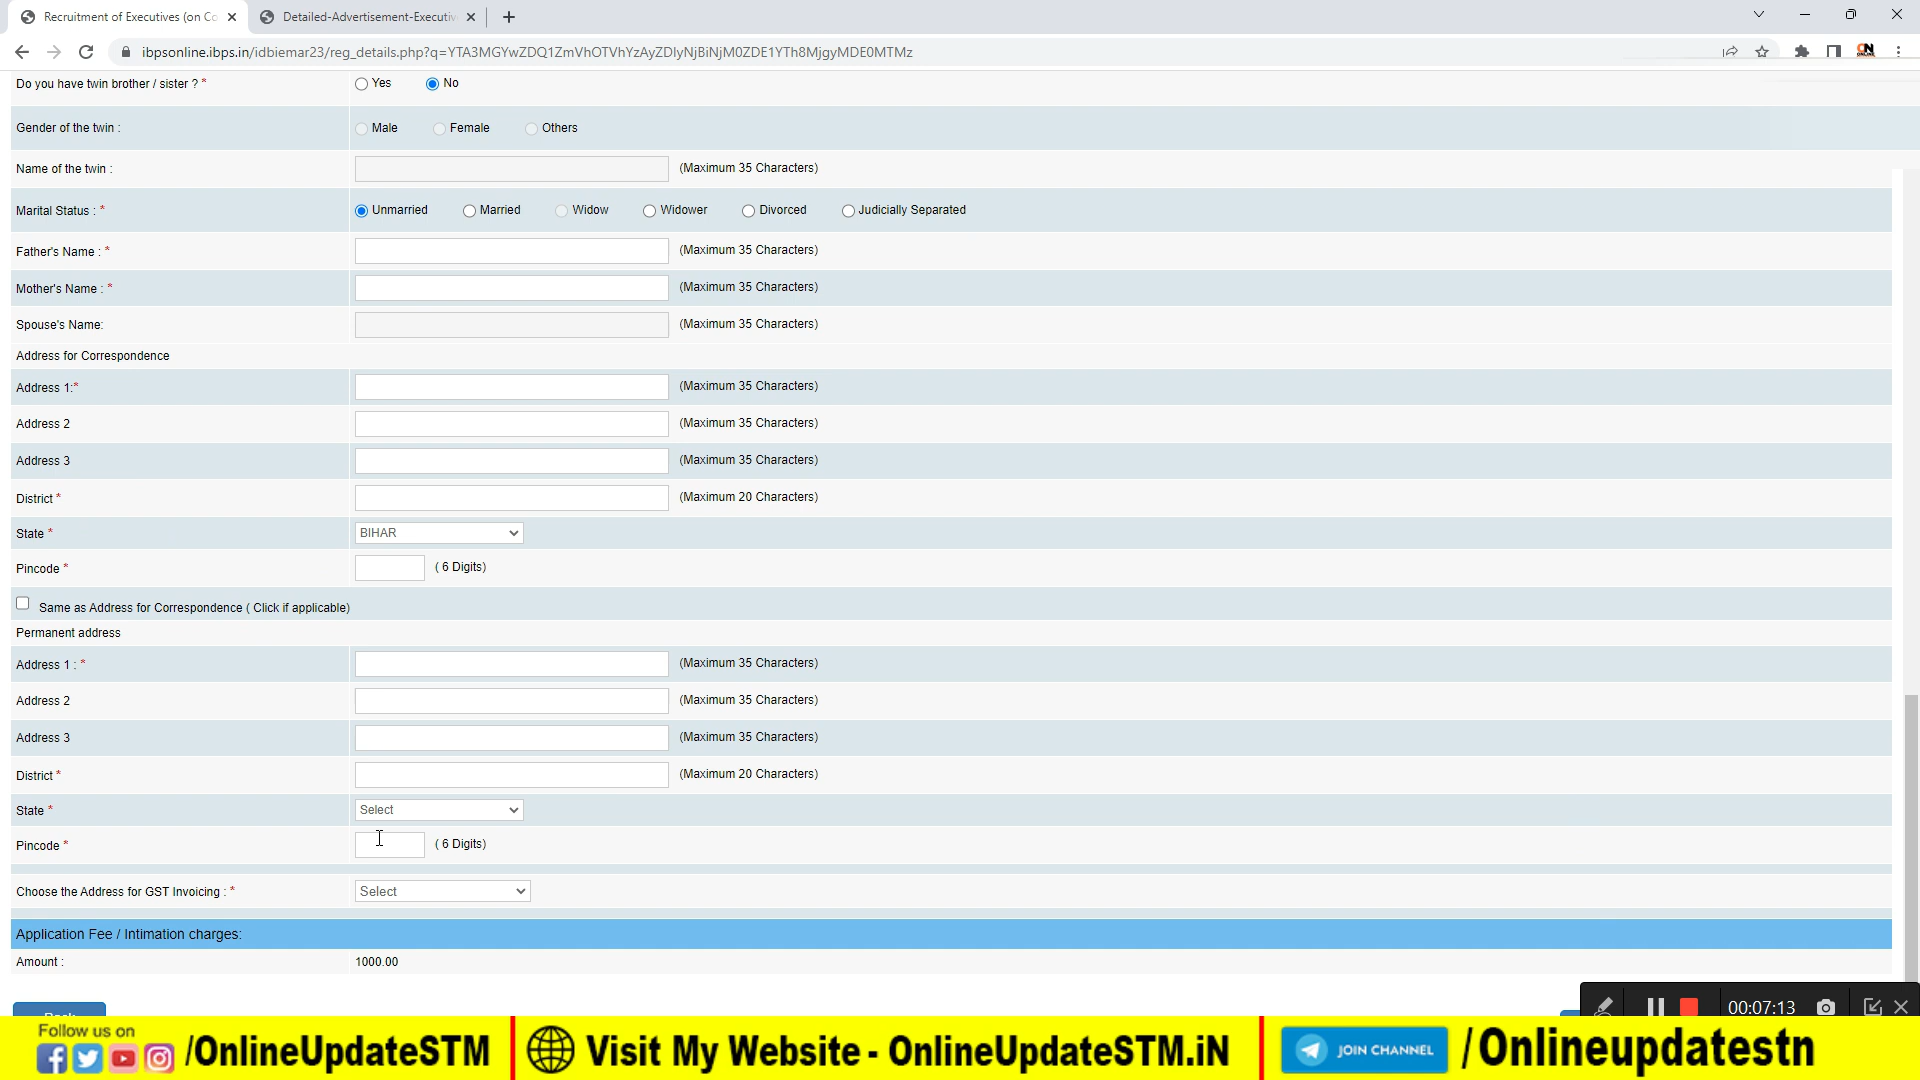 Recruitment of Executives (on Co
Detailed-Advertisement-Executiv
ibpsonline.ibps.in/idbiemar23/reg_details.php?q=YTA3MGYwZDQ1ZmVhOTVhYzAyZDIyNjBiNjM0ZDE1YTh8MjgyMDE0MTMz
Do you have twin brother / sister ? * Yes No
Gender of the twin : Male Female Others
Name of the twin : (Maximum 35 Characters)
Marital Status : * Unmarried Married Widow Widower Divorced Judicially Separated
Father's Name : * (Maximum 35 Characters)
Mother's Name : * (Maximum 35 Characters)
Spouse's Name: (Maximum 35 Characters)
Address for Correspondence
Address 1:* (Maximum 35 Characters)
Address 2 (Maximum 35 Characters)
Address 3 (Maximum 35 Characters)
District * (Maximum 20 Characters)
State * BIHAR
Pincode * ( 6 Digits)
Same as Address for Correspondence ( Click if applicable)
Permanent address
Address 1 : * (Maximum 35 Characters)
Address 2 (Maximum 35 Characters)
Address 3 (Maximum 35 Characters)
District * (Maximum 20 Characters)
State * Select
Pincode * ( 6 Digits)
Choose the Address for GST Invoicing : * Select
Application Fee / Intimation charges:
Amount : 1000.00
00:07:13
Follow us on
/OnlineUpdateSTM
Visit My Website - OnlineUpdateSTM.iN
JOIN CHANNEL
/Onlineupdatestn